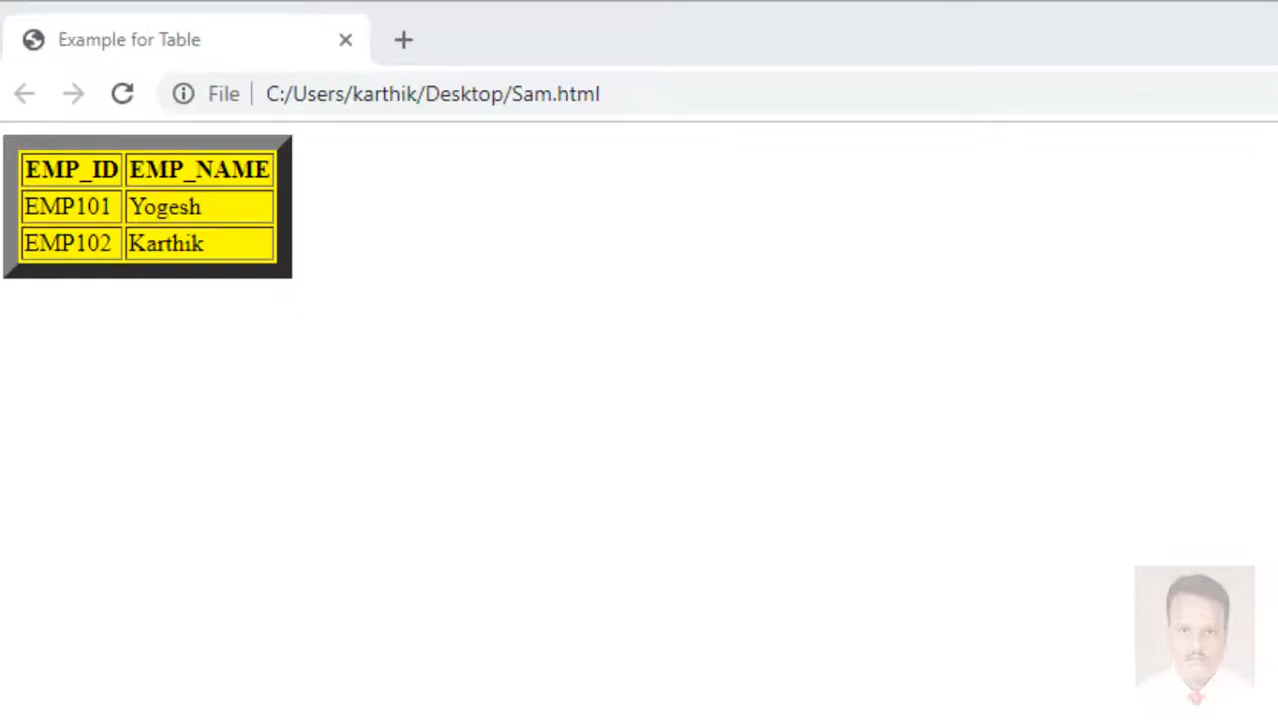 Example for Table
File C:/Users/karthik/Desktop/Sam.html
EMP_ID EMP_NAME
EMP101 Yogesh
EMP102 Karthik